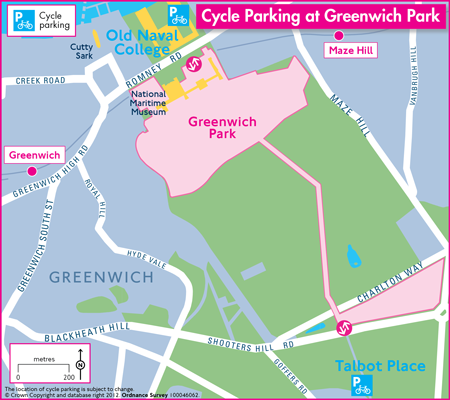 Cycle Parking at Greenwich Park
Cycle
parking
Old Naval
College
Cutty
Sark
ROMNEY RD
Maze Hill
CREEK ROAD
National
Maritime
Museum
VANBRUGH HILL
MAZE HILL
Greenwich
Park
Greenwich
GREENWICH HIGH RD
ROYAL HILL
GREENWICH SOUTH ST
HYDE VALE
GREENWICH
CHARLTON WAY
BLACKHEATH HILL
SHOOTERS HILL RD
GOFFERS RD
Talbot Place
metres
0 200
N
The location of cycle parking is subject to change.
© Crown Copyright and database right 2012. Ordnance Survey 100046062.